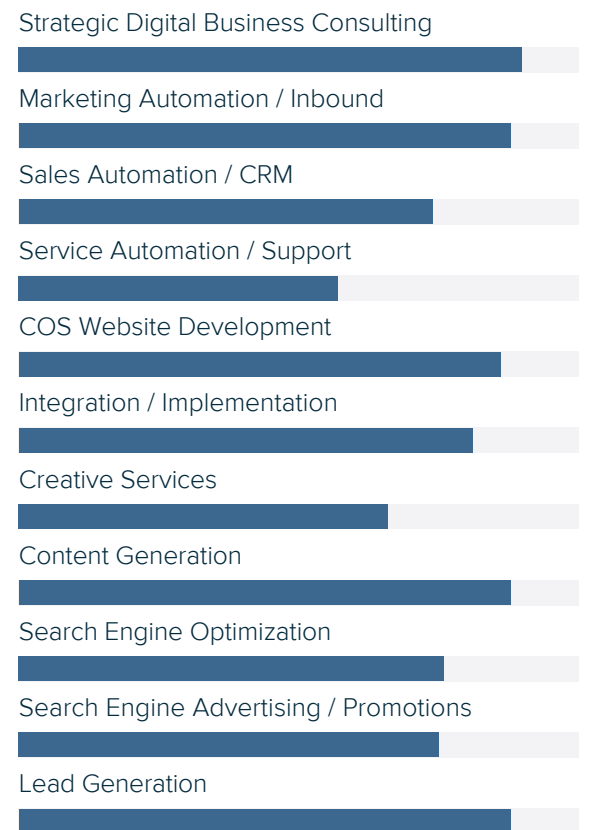 Strategic Digital Business Consulting
Marketing Automation / Inbound
Sales Automation / CRM
Service Automation / Support
COS Website Development
Integration / Implementation
Creative Services
Content Generation
Search Engine Optimization
Search Engine Advertising / Promotions
Lead Generation